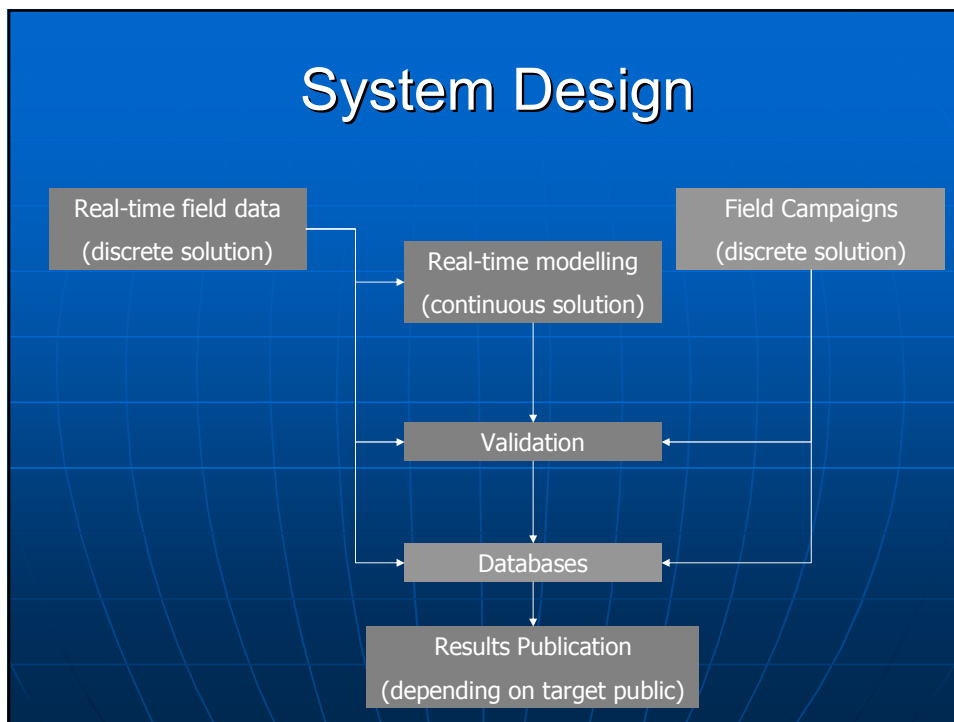 System Design
Real-time field data
(discrete solution)
Field Campaigns
(discrete solution)
Real-time modelling
(continuous solution)
Validation
Databases
Results Publication
(depending on target public)